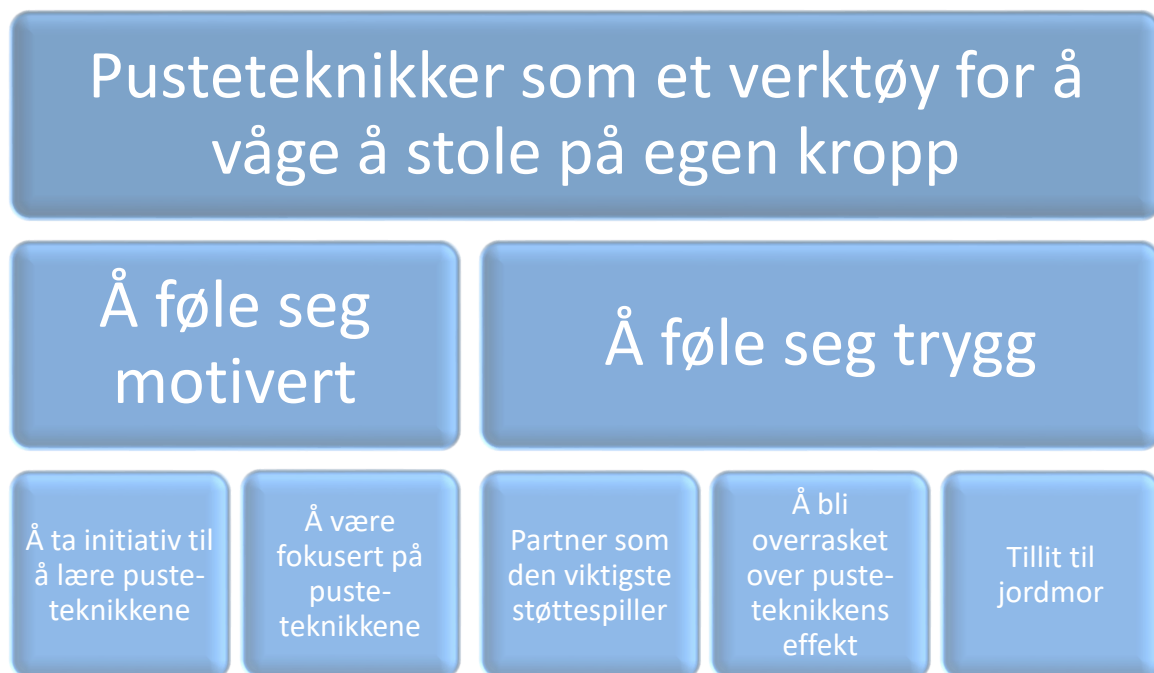 Pusteteknikker som et verktøy for å
våge å stole på egen kropp
Å føle seg
motivert
Å føle seg trygg
Å ta initiativ til
å lære puste-
teknikkene
Å være
fokusert på
puste-
teknikkene
Partner som
den viktigste
støttespiller
Å bli
overrasket
over puste-
teknikkens
effekt
Tillit til
jordmor